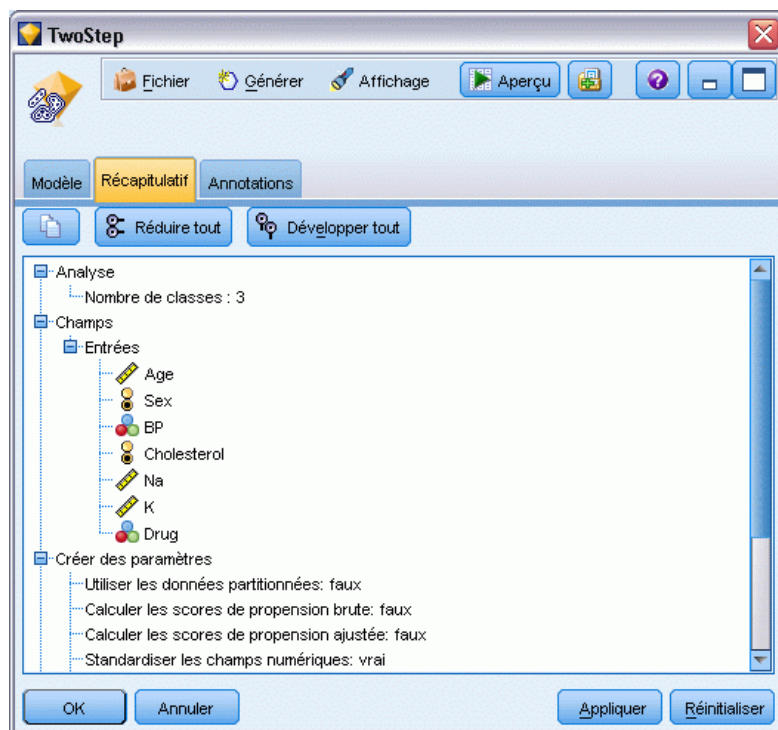 TwoStep
Fichier Générer Affichage Aperçu
Modèle Récapitulatif Annotations
Réduire tout Développer tout
Analyse
Nombre de classes : 3
Champs
Entrées
Age
Sex
BP
Cholesterol
Na
K
Drug
Créer des paramètres
Utiliser les données partitionnées: faux
Calculer les scores de propension brute: faux
Calculer les scores de propension ajustée: faux
Standardiser les champs numériques: vrai
OK Annuler Appliquer Réinitialiser